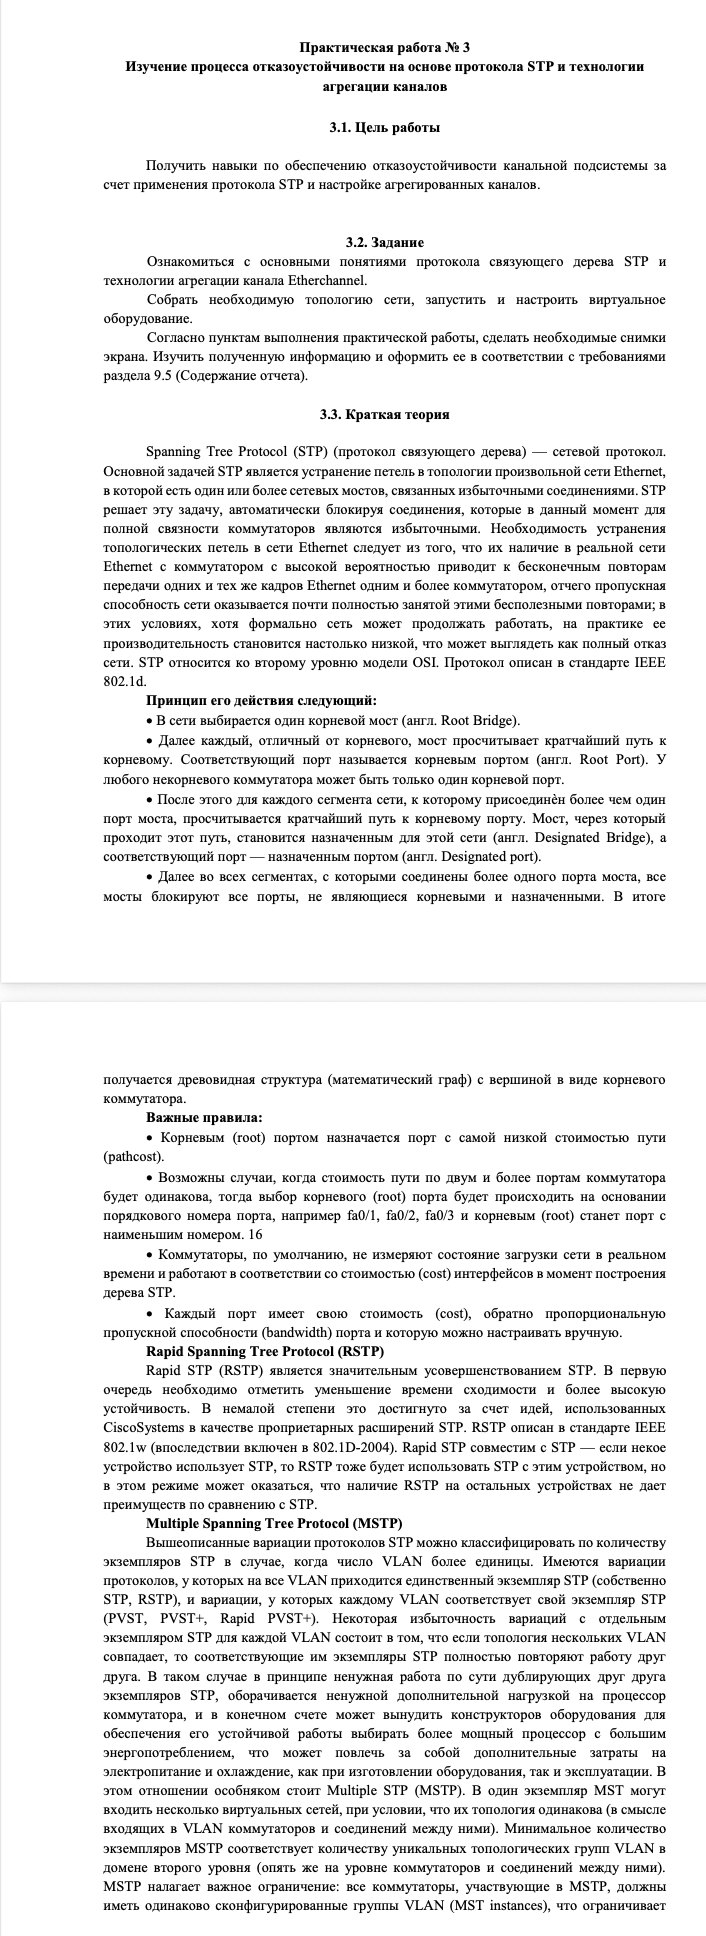 Практическая работа № 3
Изучение процесса отказоустойчивости на основе протокола STP и технологии
агрегации каналов
3.1. Цель работы
Получить навыки по обеспечению отказоустойчивости канальной подсистемы за
счет применения протокола STP и настройке агрегированных каналов.
3.2. Задание
Ознакомиться с основными понятиями протокола связующего дерева STP и
технологии агрегации канала Etherchannel.
Собрать необходимую топологию сети, запустить и настроить виртуальное
оборудование.
Согласно пунктам выполнения практической работы, сделать необходимые снимки
экрана. Изучить полученную информацию и оформить ее в соответствии с требованиями
раздела 9.5 (Содержание отчета).
3.3. Краткая теория
Spanning Tree Protocol (STP) (протокол связующего дерева) — сетевой протокол.
Основной задачей STP является устранение петель в топологии произвольной сети Ethernet,
в которой есть один или более сетевых мостов, связанных избыточными соединениями. STP
решает эту задачу, автоматически блокируя соединения, которые в данный момент для
полной связности коммутаторов являются избыточными. Необходимость устранения
топологических петель в сети Ethernet следует из того, что их наличие в реальной сети
Ethernet с коммутатором с высокой вероятностью приводит к бесконечным повторам
передачи одних и тех же кадров Ethernet одним и более коммутатором, отчего пропускная
способность сети оказывается почти полностью занятой этими бесполезными повторами; в
этих условиях, хотя формально сеть может продолжать работать, на практике ее
производительность становится настолько низкой, что может выглядеть как полный отказ
сети. STP относится ко второму уровню модели OSI. Протокол описан в стандарте IEEE
802.1d.
Принцип его действия следующий:
• В сети выбирается один корневой мост (англ. Root Bridge).
• Далее каждый, отличный от корневого, мост просчитывает кратчайший путь к
корневому. Соответствующий порт называется корневым портом (англ. Root Port). У
любого некорневого коммутатора может быть только один корневой порт.
• После этого для каждого сегмента сети, к которому присоединѐн более чем один
порт моста, просчитывается кратчайший путь к корневому порту. Мост, через который
проходит этот путь, становится назначенным для этой сети (англ. Designated Bridge), а
соответствующий порт — назначенным портом (англ. Designated port).
• Далее во всех сегментах, с которыми соединены более одного порта моста, все
мосты блокируют все порты, не являющиеся корневыми и назначенными. В итоге
получается древовидная структура (математический граф) с вершиной в виде корневого
коммутатора.
Важные правила:
• Корневым (root) портом назначается порт с самой низкой стоимостью пути
(pathcost).
• Возможны случаи, когда стоимость пути по двум и более портам коммутатора
будет одинакова, тогда выбор корневого (root) порта будет происходить на основании
порядкового номера порта, например fa0/1, fa0/2, fa0/3 и корневым (root) станет порт с
наименьшим номером. 16
• Коммутаторы, по умолчанию, не измеряют состояние загрузки сети в реальном
времени и работают в соответствии со стоимостью (cost) интерфейсов в момент построения
дерева STP.
• Каждый порт имеет свою стоимость (cost), обратно пропорциональную
пропускной способности (bandwidth) порта и которую можно настраивать вручную.
Rapid Spanning Tree Protocol (RSTP)
Rapid STP (RSTP) является значительным усовершенствованием STP. В первую
очередь необходимо отметить уменьшение времени сходимости и более высокую
устойчивость. В немалой степени это достигнуто за счет идей, использованных
CiscoSystems в качестве проприетарных расширений STP. RSTP описан в стандарте IEEE
802.1w (впоследствии включен в 802.1D-2004). Rapid STP совместим с STP — если некое
устройство использует STP, то RSTP тоже будет использовать STP с этим устройством, но
в этом режиме может оказаться, что наличие RSTP на остальных устройствах не дает
преимуществ по сравнению с STP.
Multiple Spanning Tree Protocol (MSTP)
Вышеописанные вариации протоколов STP можно классифицировать по количеству
экземпляров STP в случае, когда число VLAN более единицы. Имеются вариации
протоколов, у которых на все VLAN приходится единственный экземпляр STP (собственно
STP, RSTP), и вариации, у которых каждому VLAN соответствует свой экземпляр STP
(PVST, PVST+, Rapid PVST+). Некоторая избыточность вариаций с отдельным
экземпляром STP для каждой VLAN состоит в том, что если топология нескольких VLAN
совпадает, то соответствующие им экземпляры STP полностью повторяют работу друг
друга. В таком случае в принципе ненужная работа по сути дублирующих друг друга
экземпляров STP, оборачивается ненужной дополнительной нагрузкой на процессор
коммутатора, и в конечном счете может вынудить конструкторов оборудования для
обеспечения его устойчивой работы выбирать более мощный процессор с большим
энергопотреблением, что может повлечь за собой дополнительные затраты на
электропитание и охлаждение, как при изготовлении оборудования, так и эксплуатации. В
этом отношении особняком стоит Multiple STP (MSTP). В один экземпляр MST могут
входить несколько виртуальных сетей, при условии, что их топология одинакова (в смысле
входящих в VLAN коммутаторов и соединений между ними). Минимальное количество
экземпляров MSTP соответствует количеству уникальных топологических групп VLAN в
домене второго уровня (опять же на уровне коммутаторов и соединений между ними).
MSTP налагает важное ограничение: все коммутаторы, участвующие в MSTP, должны
иметь одинаково сконфигурированные группы VLAN (MST instances), что ограничивает